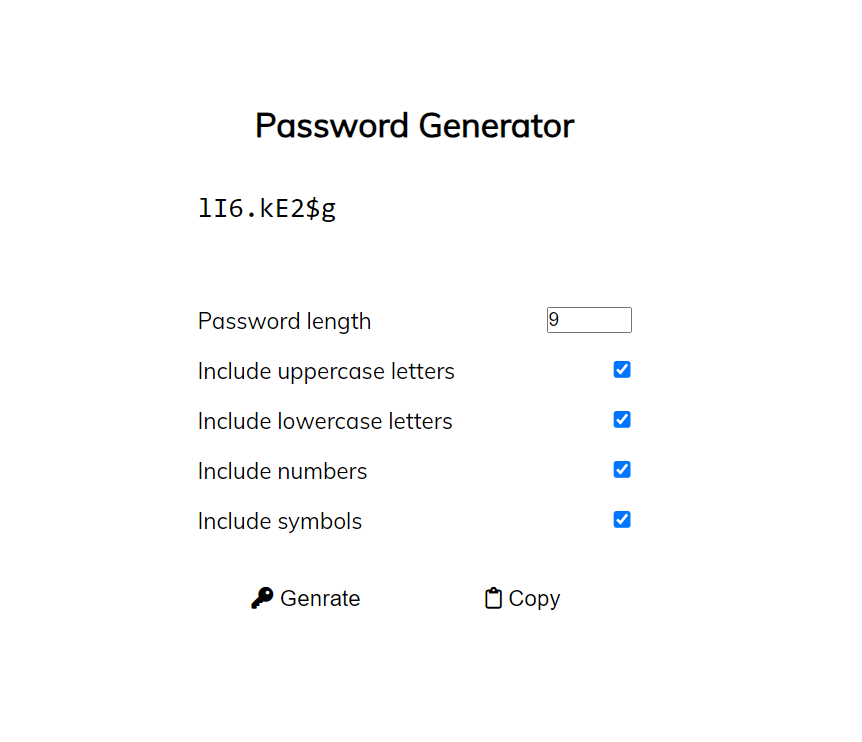 Password Generator
lI6.kE2$g
Password length 9
Include uppercase letters
Include lowercase letters
Include numbers
Include symbols
Genrate Copy